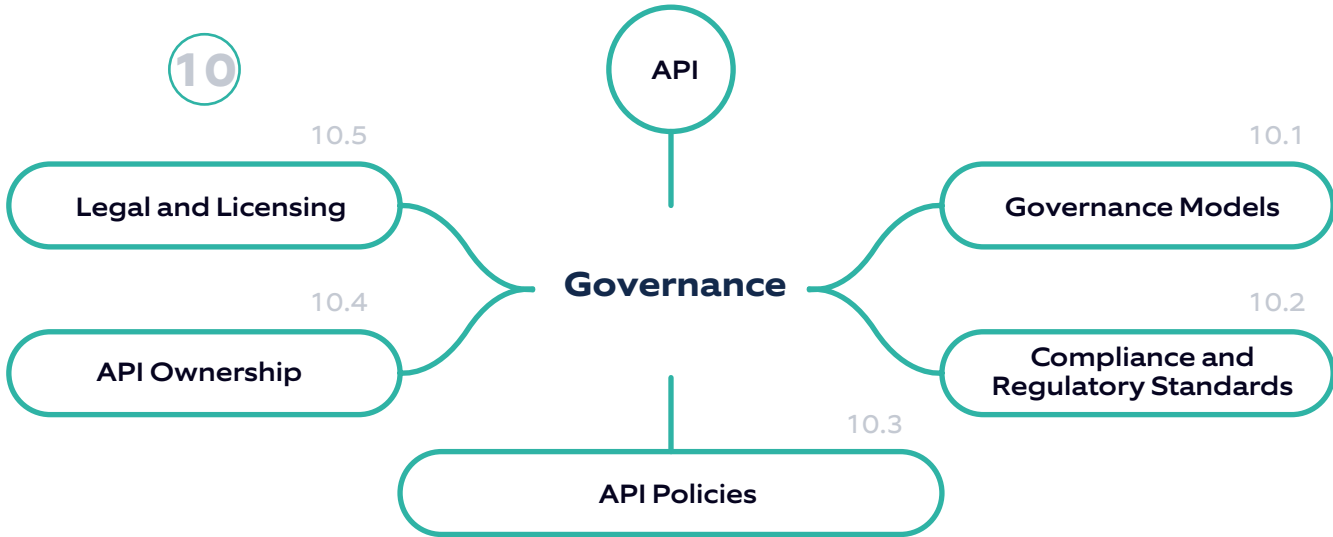 10
API
10.5
Legal and Licensing
10.1
Governance Models
Governance
10.4
API Ownership
10.2
Compliance and
Regulatory Standards
10.3
API Policies